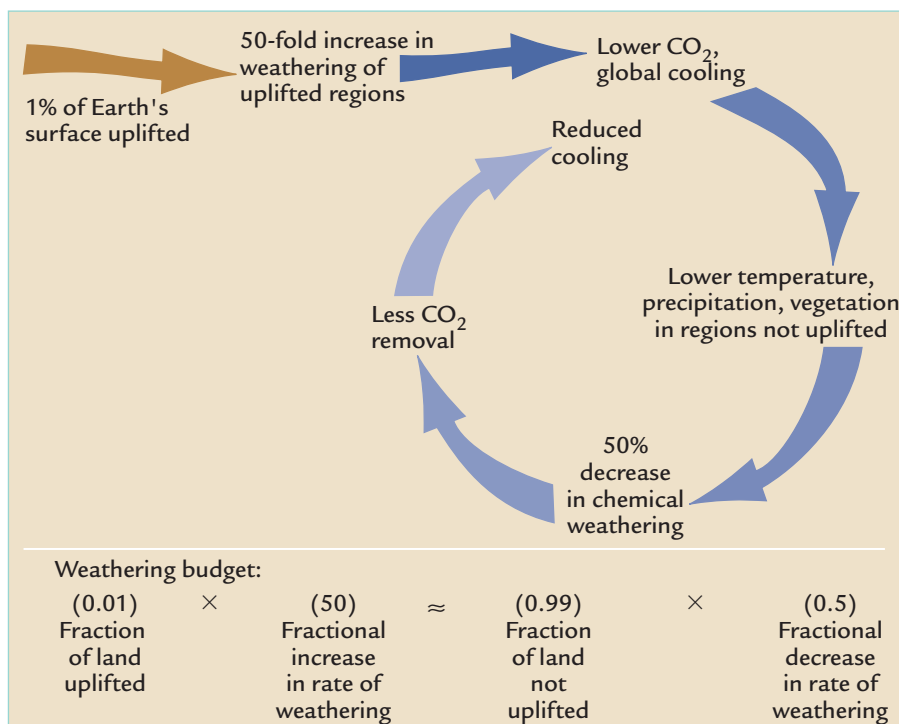 1% of Earth's
surface uplifted
50-fold increase in
weathering of
uplifted regions
Lower CO₂,
global cooling
Lower temperature,
precipitation, vegetation
in regions not uplifted
50%
decrease
in chemical
weathering
Less CO₂
removal
Reduced
cooling
Weathering budget:
(0.01) × (50) ≈ (0.99) × (0.5)
Fraction Fractional Fraction Fractional
of land increase of land decrease
uplifted in rate of not in rate of
weathering uplifted weathering